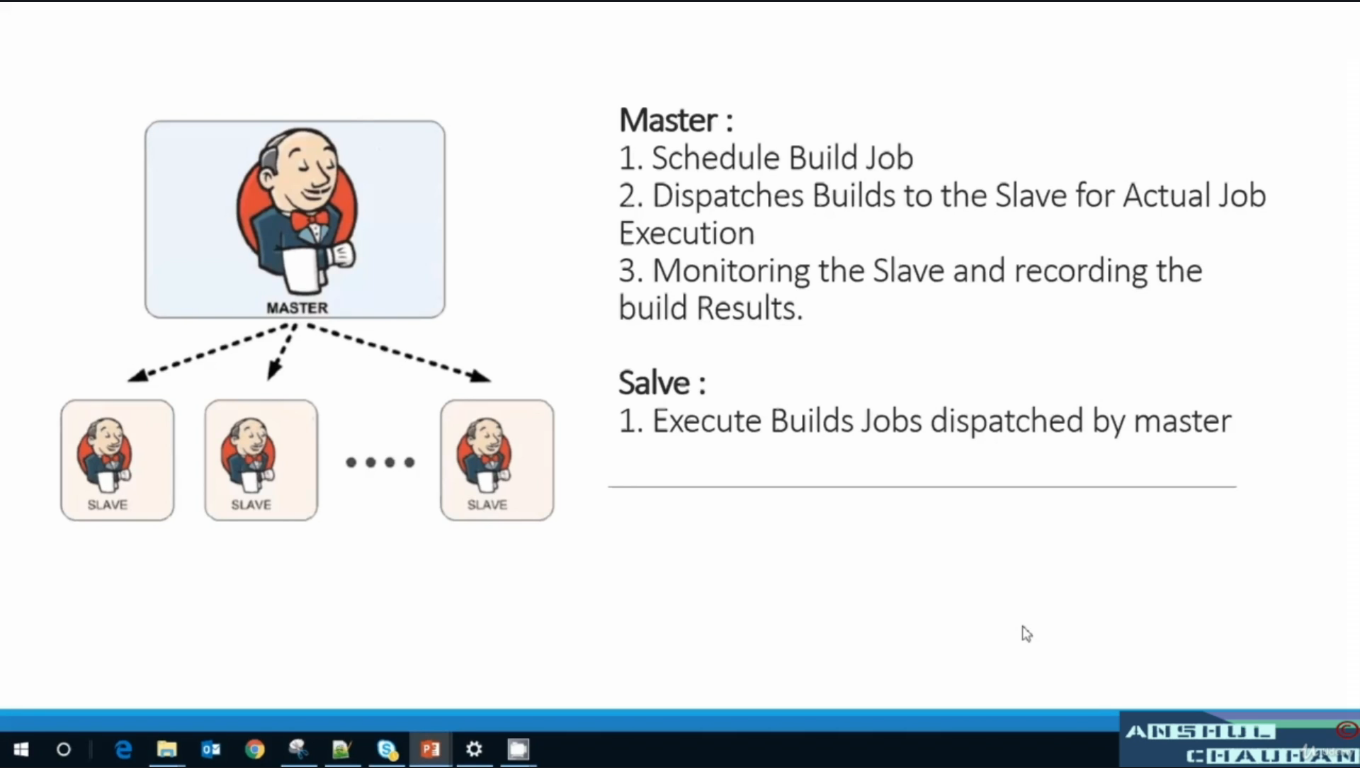 Master :
1. Schedule Build Job
2. Dispatches Builds to the Slave for Actual Job
Execution
3. Monitoring the Slave and recording the
build Results.
Salve :
1. Execute Builds Jobs dispatched by master
MASTER
SLAVE
SLAVE
SLAVE
ANSHUL
CHAUHAN